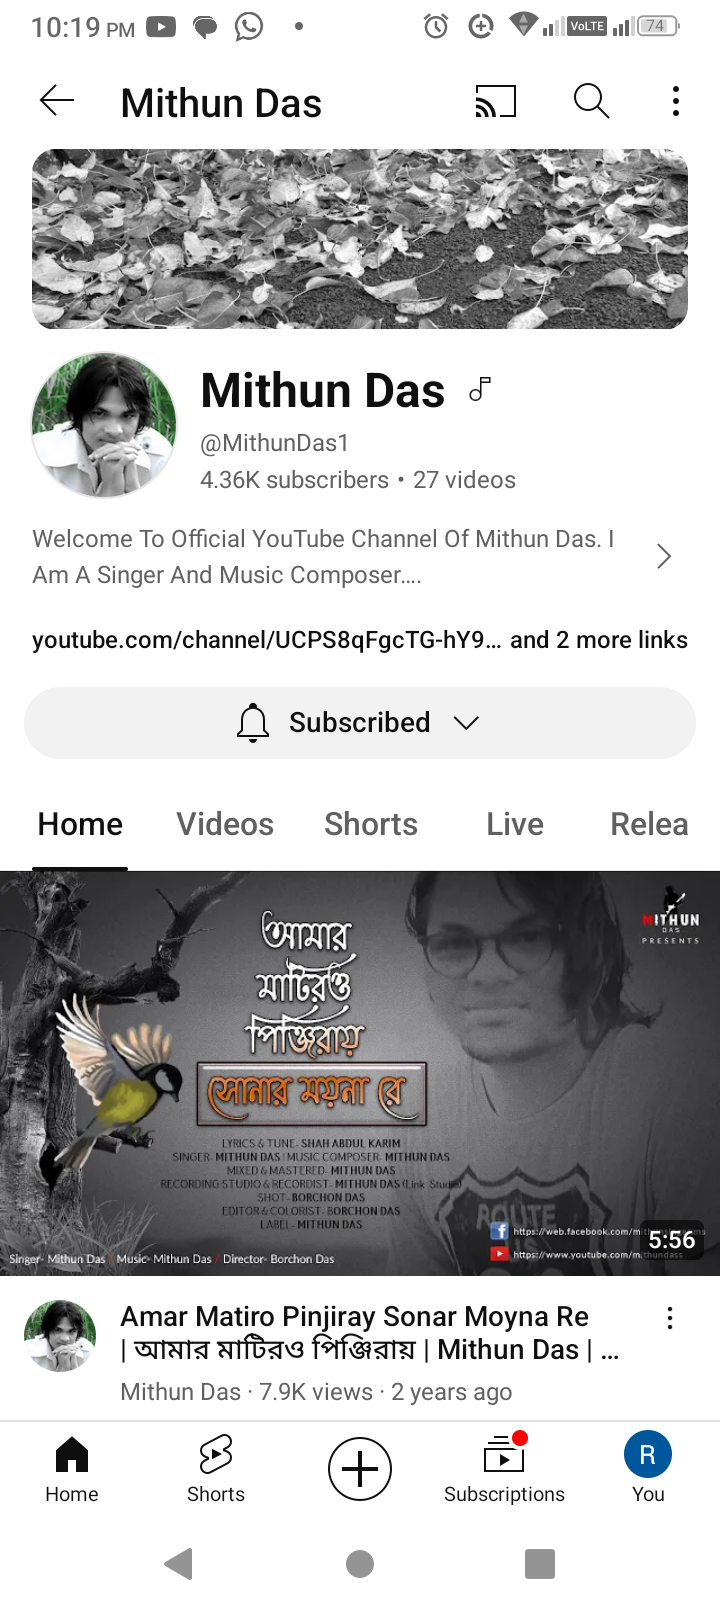 10:19 PM
VoLTE
74
Mithun Das
Mithun Das
@MithunDas1
4.36K subscribers • 27 videos
Welcome To Official YouTube Channel Of Mithun Das. I
Am A Singer And Music Composer....
youtube.com/channel/UCPS8qFgcTG-hY9... and 2 more links
Subscribed
Home Videos Shorts Live Relea
MITHUN
DAS
PRESENTS
আমার
মাটিরও
পিঞ্জিরায়
সোনার ময়না রে
LYRICS & TUNE- SHAH ABDUL KARIM
SINGER- MITHUN DAS | MUSIC COMPOSER- MITHUN DAS
MIXED & MASTERED- MITHUN DAS
RECORDING STUDIO & RECORDIST- MITHUN DAS (Link Studio)
SHOT- BORCHON DAS
EDITOR & COLORIST- BORCHON DAS
LABEL- MITHUN DAS
ROUTE
https://web.facebook.com/
https://www.youtube.com/mithundass
5:56
Singer- Mithun Das / Music- Mithun Das / Director- Borchon Das
Amar Matiro Pinjiray Sonar Moyna Re
| আমার মাটিরও পিঞ্জিরায় | Mithun Das | ...
Mithun Das · 7.9K views · 2 years ago
R
Home Shorts Subscriptions You